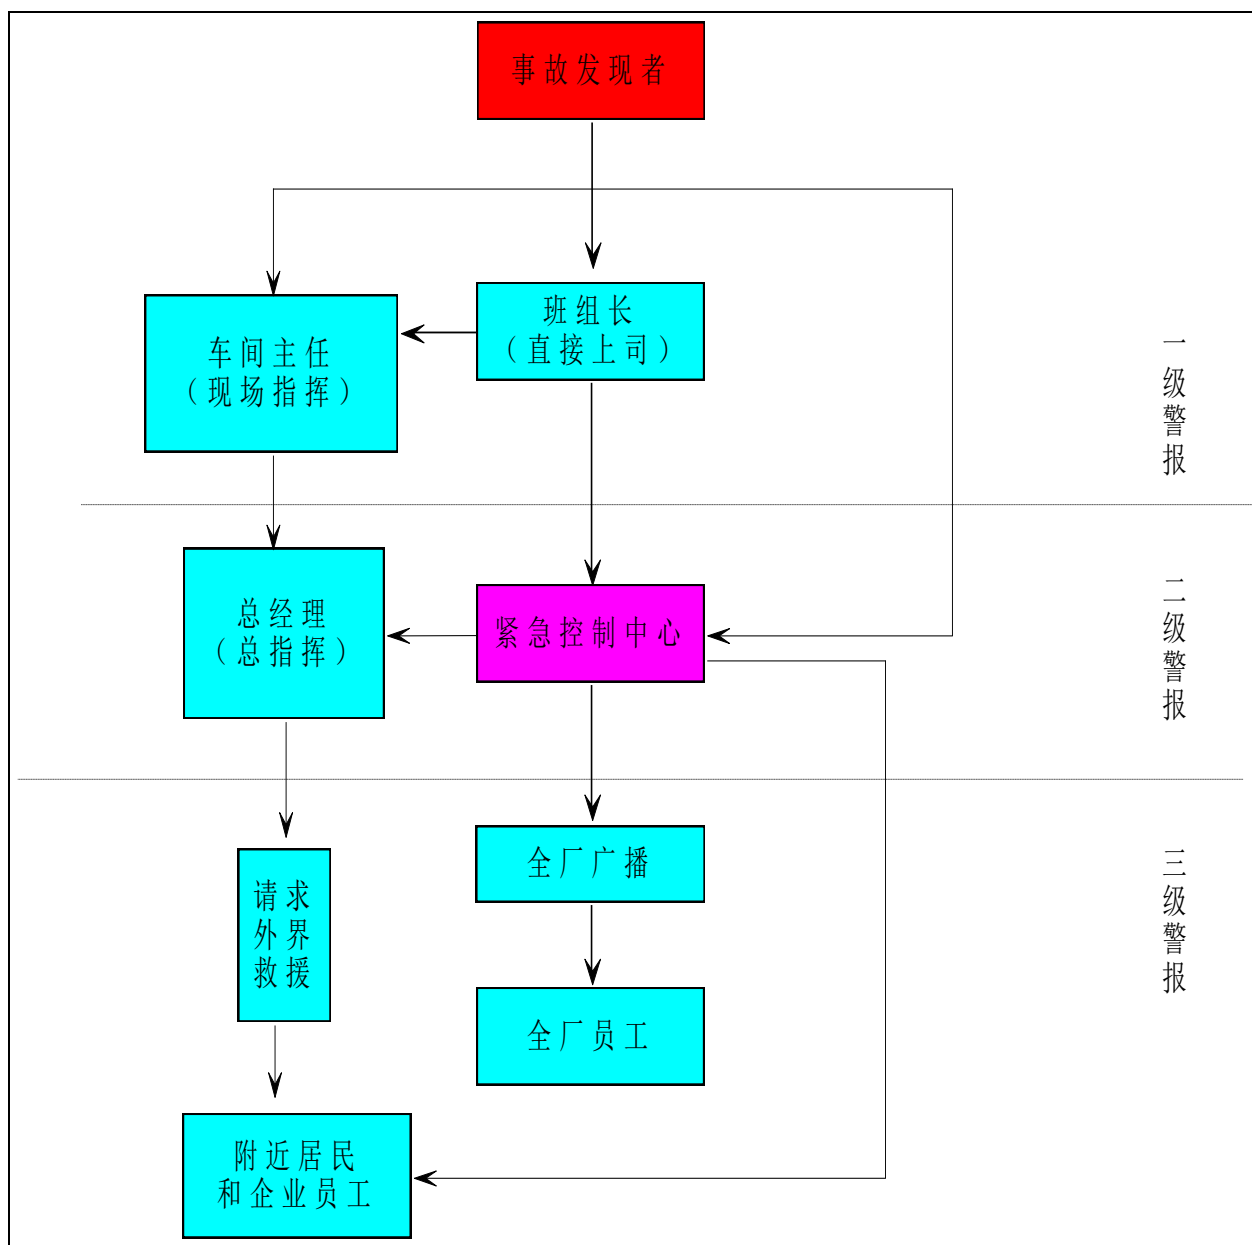 事故发现者
班组长
（直接上司）
车间主任
（现场指挥）
一级警报
总经理
（总指挥）
紧急控制中心
二级警报
全厂广播
请求
外界
救援
三级警报
全厂员工
附近居民
和企业员工